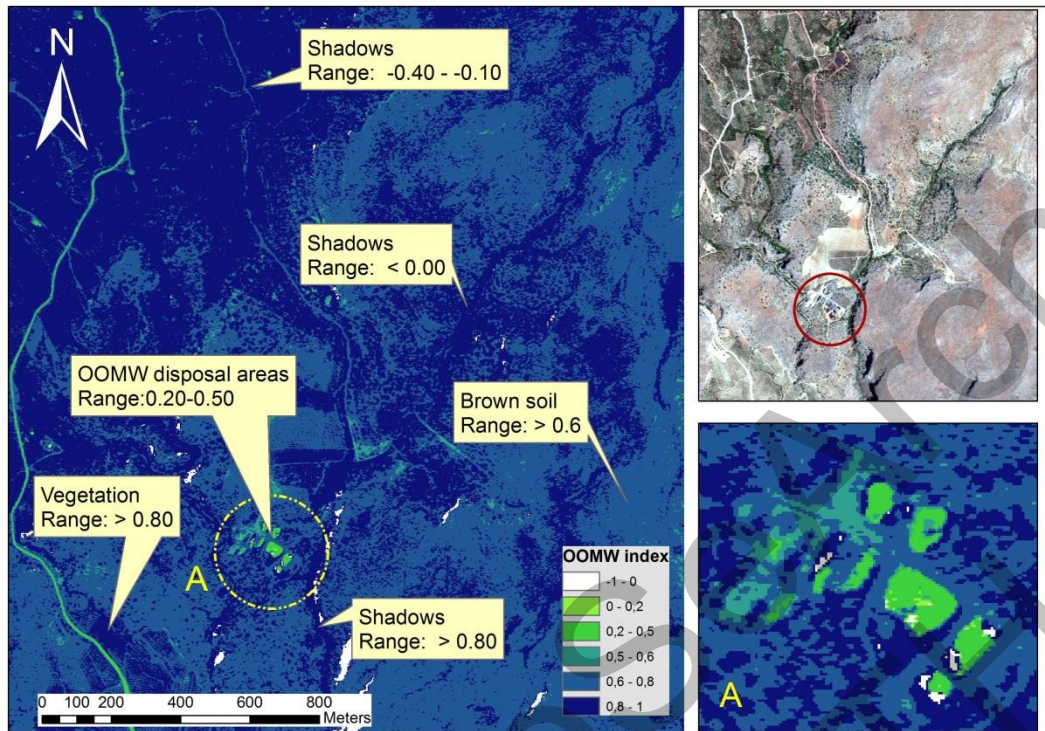 N
Shadows
Range: -0.40 - -0.10
Shadows
Range: < 0.00
OOMW disposal areas
Range:0.20-0.50
Brown soil
Range: > 0.6
Vegetation
Range: > 0.80
A
Shadows
Range: > 0.80
OOMW index
-1 - 0
0 - 0,2
0,2 - 0,5
0,5 - 0,6
0,6 - 0,8
0,8 - 1
0 100 200 400 600 800
Meters
A